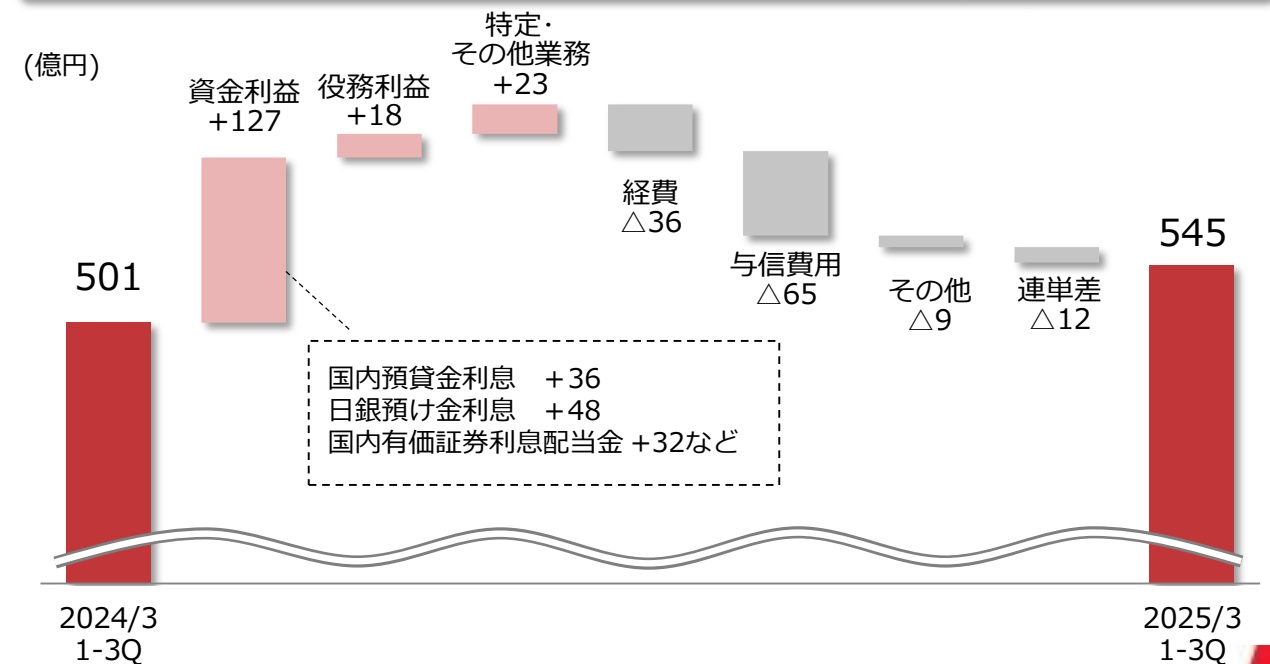 (億円)
501
資金利益
+127
役務利益
+18
特定・
その他業務
+23
経費
△36
与信費用
△65
その他
△9
連単差
△12
545
国内預貸金利息　+36
日銀預け金利息　+48
国内有価証券利息配当金 +32など
2024/3
1-3Q
2025/3
1-3Q